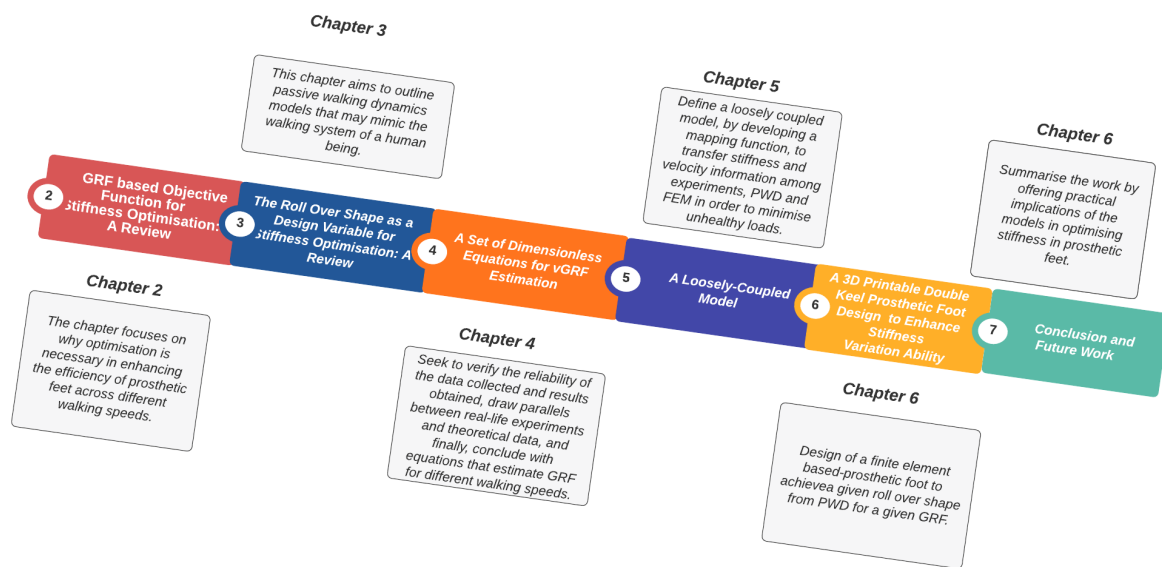 Chapter 3
This chapter aims to outline
passive walking dynamics
models that may mimic the
walking system of a human
being.
Chapter 5
Define a loosely coupled
model, by developing a
mapping function, to
transfer stiffness and
velocity information among
experiments, PWD and
FEM in order to minimise
unhealthy loads.
Chapter 6
Summarise the work by
offering practical
implications of the
models in optimising
stiffness in prosthetic
feet.
2
GRF based Objective
Function for
Stiffness Optimisation:
A Review
3
The Roll Over Shape as a
Design Variable for
Stiffness Optimisation: A
Review
4
A Set of Dimensionless
Equations for vGRF
Estimation
5
A Loosely-Coupled
Model
6
A 3D Printable Double
Keel Prosthetic Foot
Design to Enhance
Stiffness
Variation Ability
7
Conclusion and
Future Work
Chapter 2
The chapter focuses on
why optimisation is
necessary in enhancing
the efficiency of prosthetic
feet across different
walking speeds.
Chapter 4
Seek to verify the reliability of
the data collected and results
obtained, draw parallels
between real-life experiments
and theoretical data, and
finally, conclude with
equations that estimate GRF
for different walking speeds.
Chapter 6
Design of a finite element
based-prosthetic foot to
achievea given roll over shape
from PWD for a given GRF.